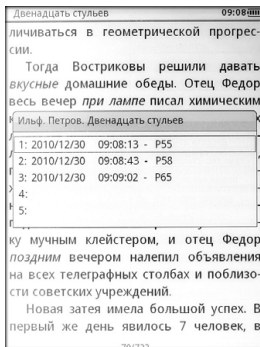 Двенадцать стульев 09:08
личиваться в геометрической прогрес-
сии.
Тогда Востриковы решили давать
вкусные домашние обеды. Отец Федор
весь вечер при лампе писал химическим
Ильф. Петров. Двенадцать стульев
1: 2010/12/30 09:08:13 - P55
2: 2010/12/30 09:08:43 - P58
3: 2010/12/30 09:09:02 - P65
4:
5:
ку мучным клейстером, и отец Федор
поздним вечером налепил объявления
на всех телеграфных столбах и поблизо-
сти советских учреждений.
Новая затея имела большой успех. В
первый же день явилось 7 человек, в